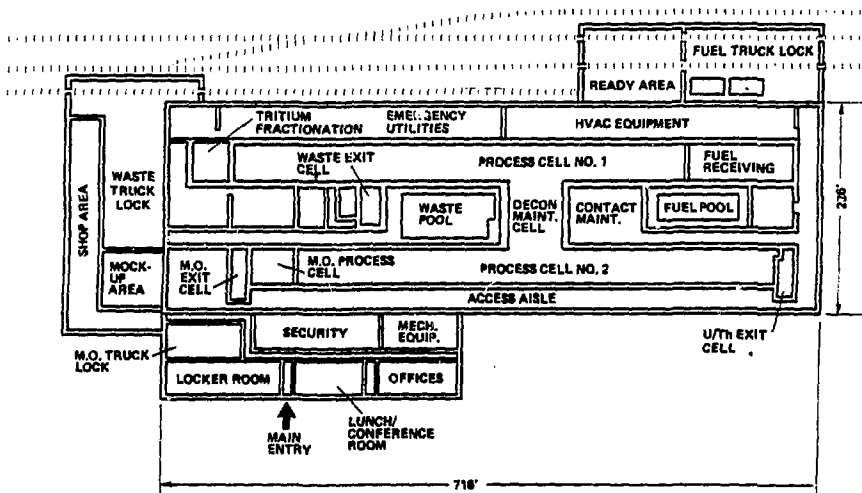 FUEL TRUCK LOCK
READY AREA
TRITIUM
FRACTIONATION
EMERGENCY
UTILITIES
HVAC EQUIPMENT
WASTE EXIT
CELL
PROCESS CELL NO. 1
FUEL
RECEIVING
SHOP AREA
WASTE
TRUCK
LOCK
WASTE
POOL
DECON
MAINT.
CELL
CONTACT
MAINT.
FUEL POOL
226'
MOCK-
UP
AREA
M.O.
EXIT
CELL
M.O. PROCESS
CELL
PROCESS CELL NO. 2
ACCESS AISLE
U/Th EXIT
CELL
M.O. TRUCK
LOCK
SECURITY
MECH.
EQUIP.
LOCKER ROOM
OFFICES
MAIN
ENTRY
LUNCH/
CONFERENCE
ROOM
716'